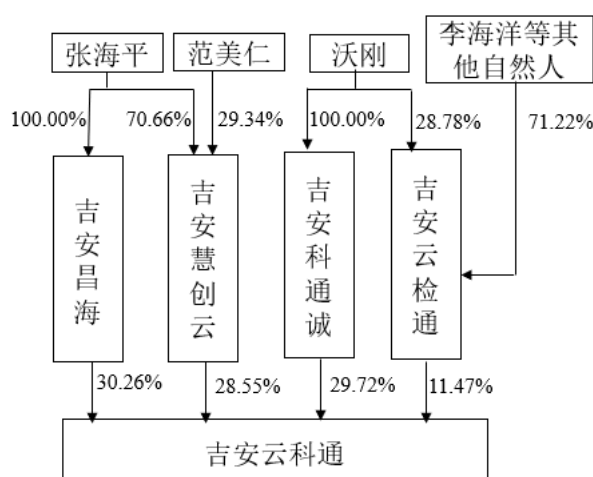 张海平
范美仁
沃刚
李海洋等其
他自然人
100.00%
70.66%
29.34%
100.00%
28.78%
71.22%
吉安昌海
吉安慧创云
吉安科通诚
吉安云检通
30.26%
28.55%
29.72%
11.47%
吉安云科通